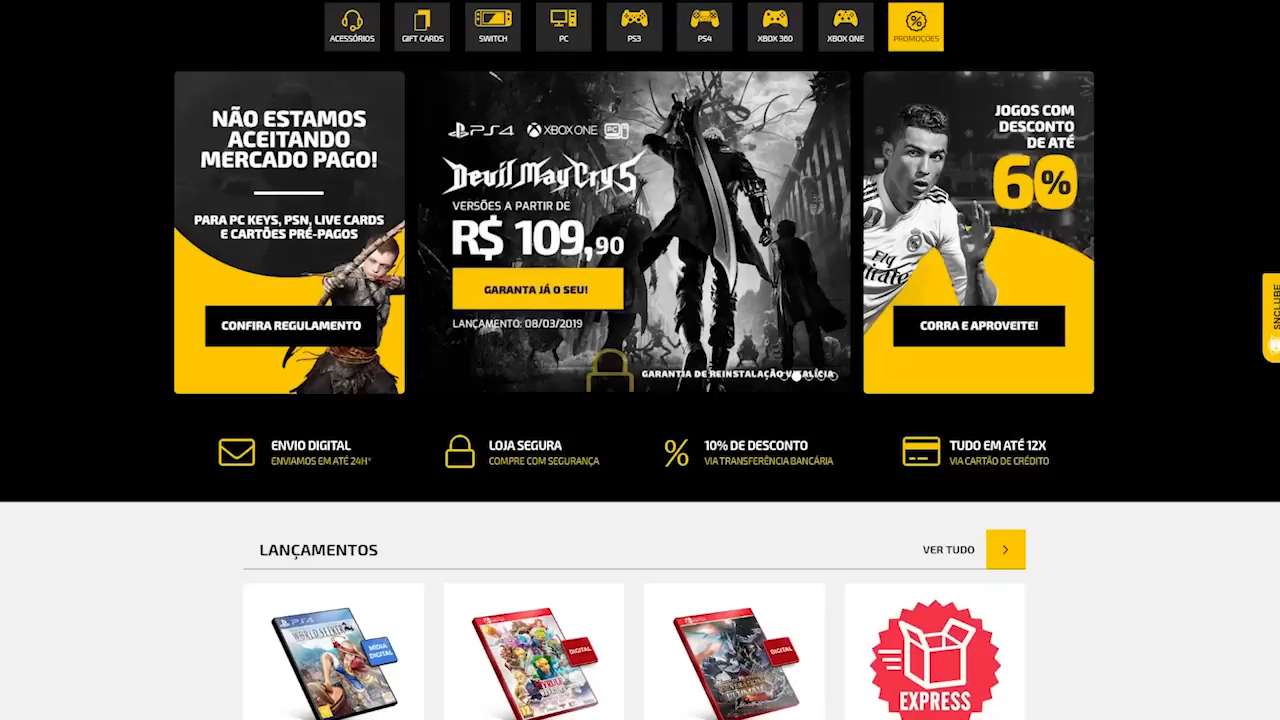 ACESSÓRIOS
GIFT CARDS
SWITCH
PC
PS3
PS4
XBOX 360
XBOX ONE
PROMOÇÕES
NÃO ESTAMOS
ACEITANDO
MERCADO PAGO!
PARA PC KEYS, PSN, LIVE CARDS
E CARTÕES PRÉ-PAGOS
CONFIRA REGULAMENTO
PS4 XBOX ONE PC
Devil May Cry 5
VERSÕES A PARTIR DE
R$ 109,90
GARANTA JÁ O SEU!
LANÇAMENTO: 08/03/2019
GARANTIA DE REINSTALAÇÃO VITALÍCIA
JOGOS COM
DESCONTO
DE ATÉ
60%
Fly
Emirates
CORRA E APROVEITE!
SNCLUBE
ENVIO DIGITAL
ENVIAMOS EM ATÉ 24H*
LOJA SEGURA
COMPRE COM SEGURANÇA
10% DE DESCONTO
VIA TRANSFERÊNCIA BANCÁRIA
TUDO EM ATÉ 12X
VIA CARTÃO DE CRÉDITO
LANÇAMENTOS
VER TUDO
PS4
WORLD SEEKER
MÍDIA
DIGITAL
DIGITAL
DIGITAL
EXPRESS